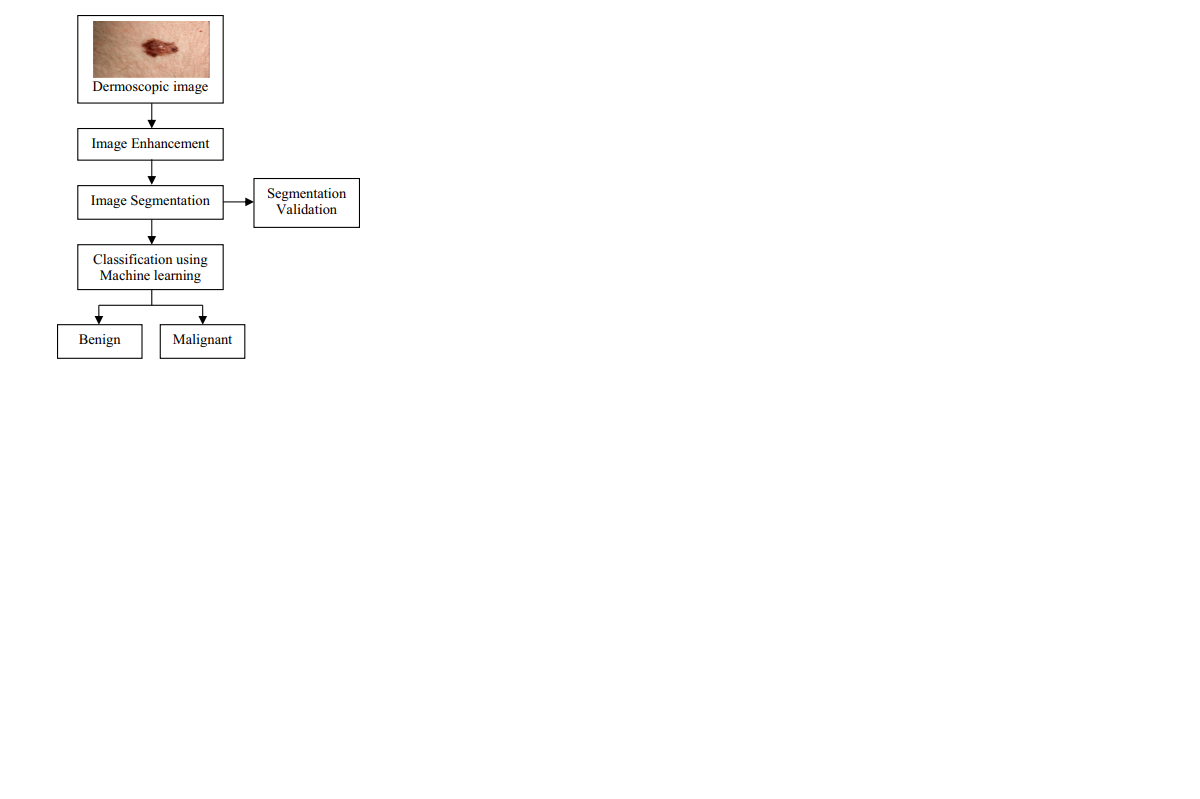 Dermoscopic image
Image Enhancement
Image Segmentation
Segmentation
Validation
Classification using
Machine learning
Benign
Malignant